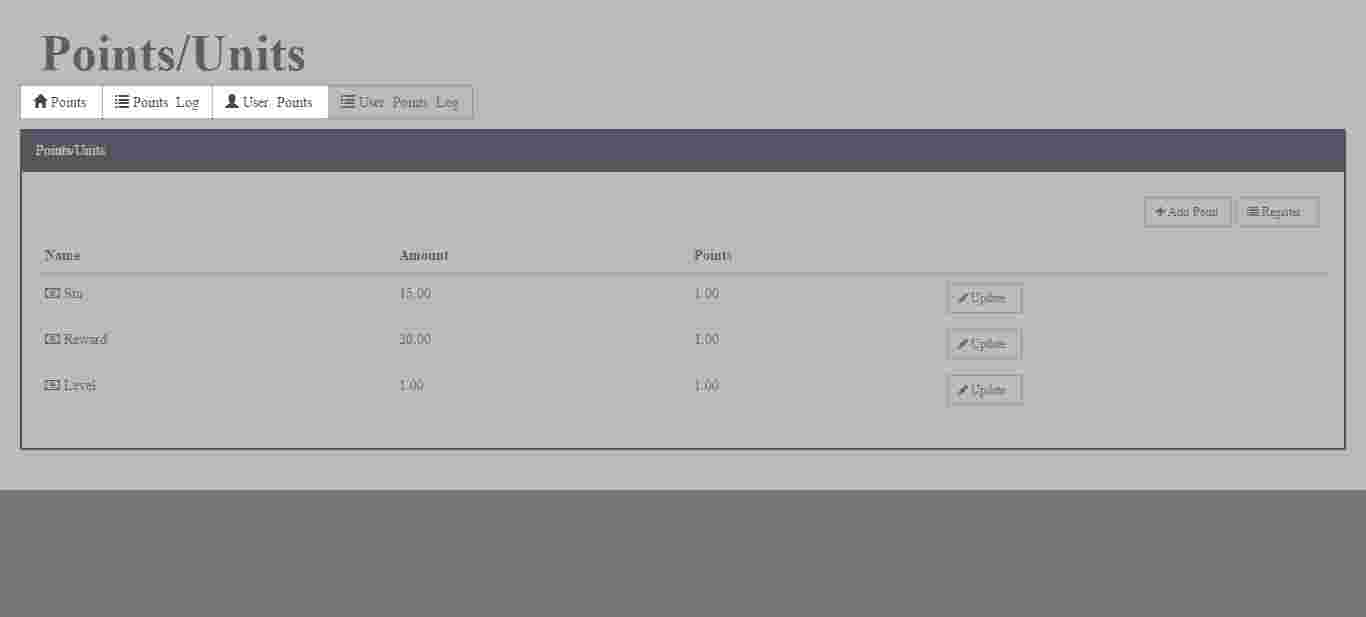 Points/Units
Points Points Log User Points User Points Log
Points/Units
Add Point Register
Name Amount Points
15.00 1.00 Update
Reward 20.00 1.00 Update
Level 1.00 1.00 Update